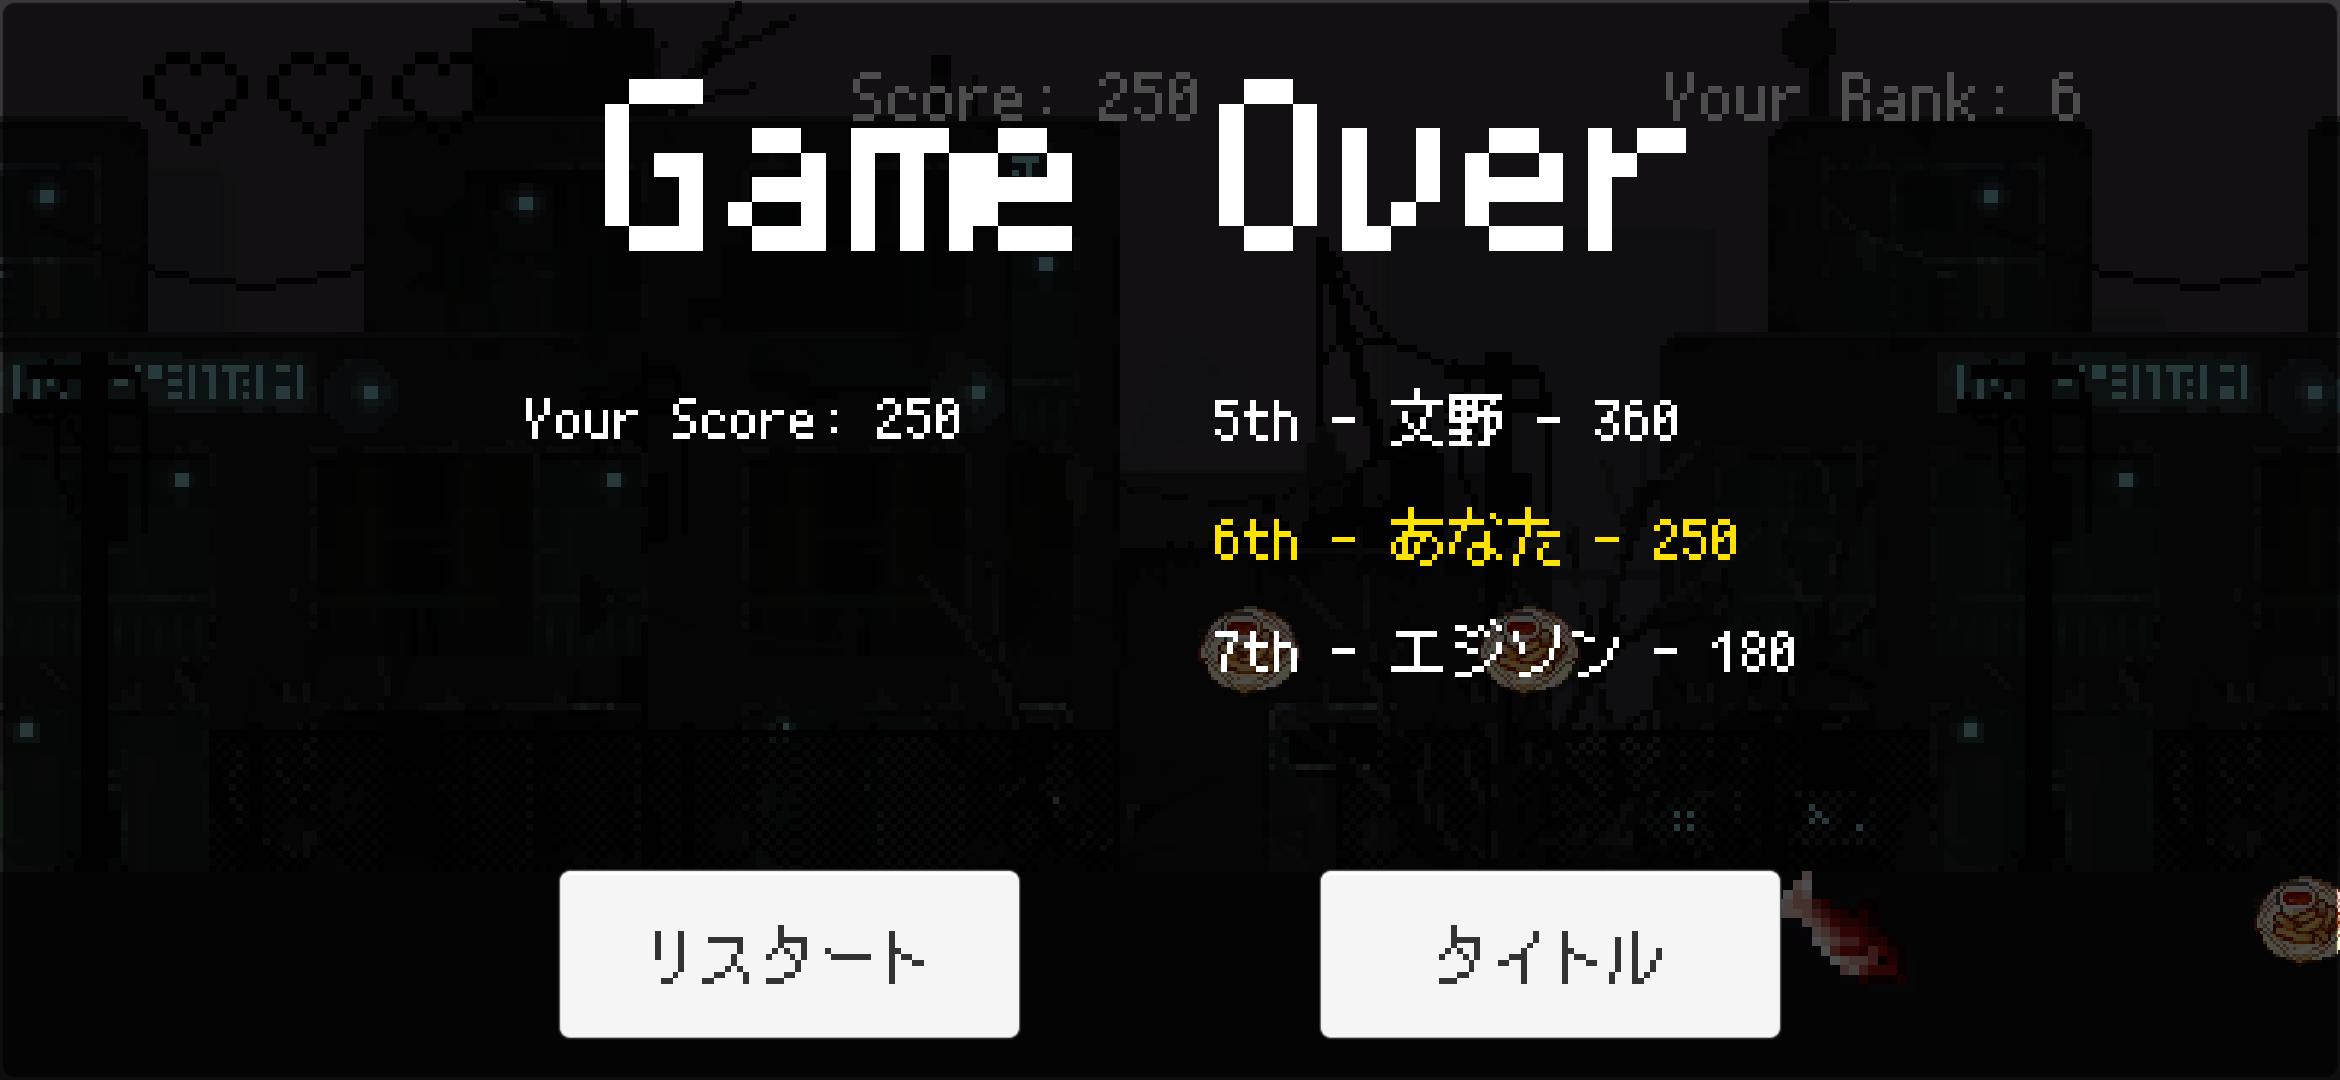 Score: 250
Your Rank: 6
Game Over
Your Score: 250
5th - 文野 - 360
6th - あなた - 250
7th - エジソン - 180
リスタート
タイトル